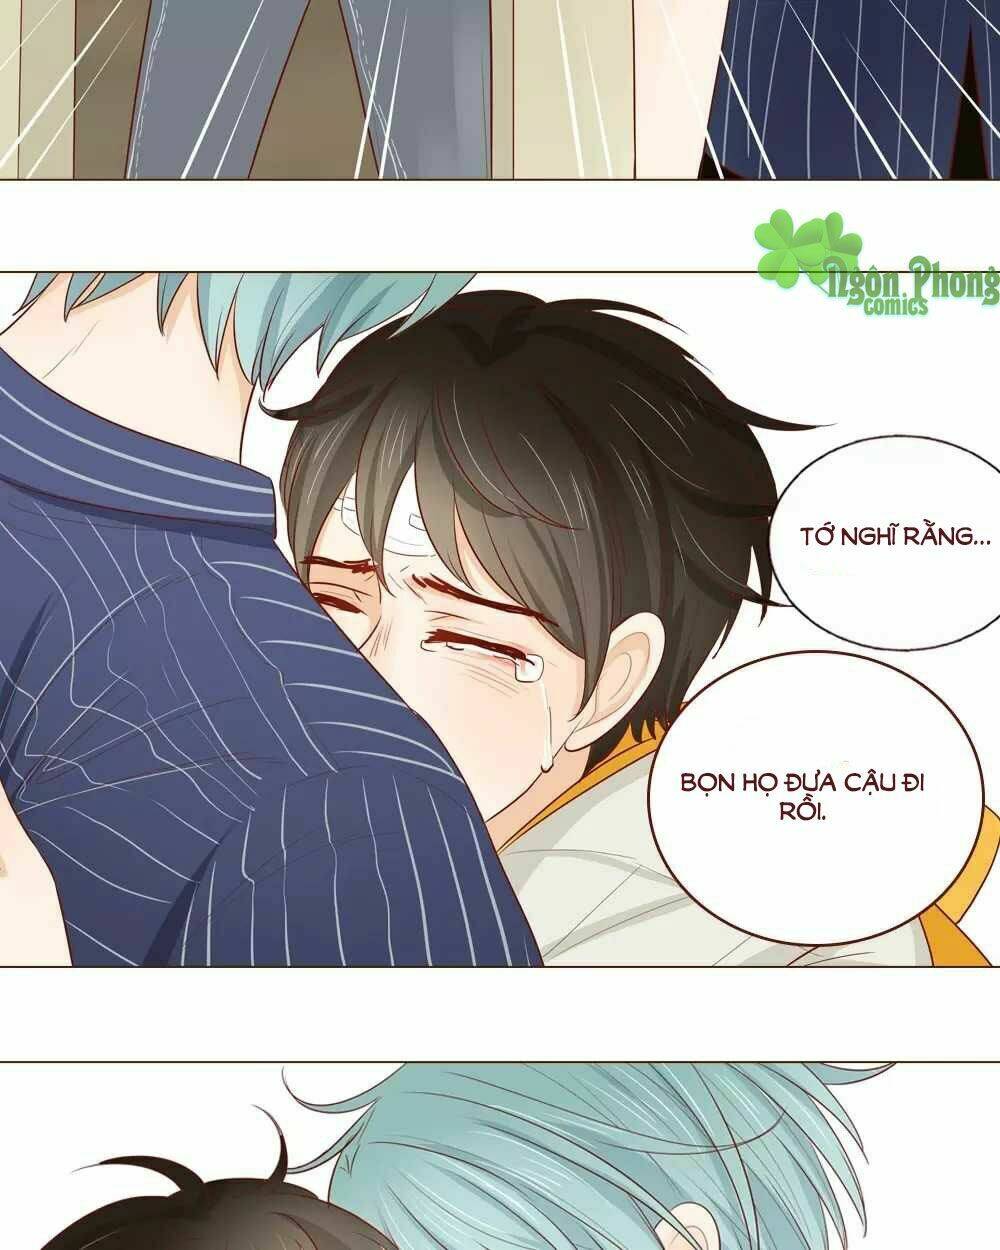 Ngôn Phong
comics
TỚ NGHĨ RẰNG...
BỌN HỌ ĐƯA CẬU ĐI
RỒI.